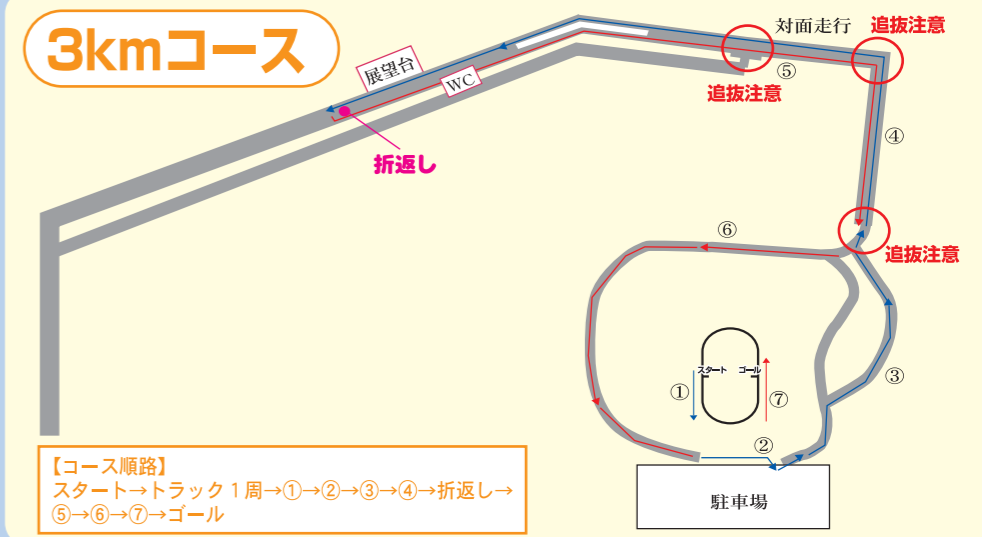 3kmコース
対面走行
追抜注意
展望台
WC
⑤
追抜注意
④
折返し
⑥
追抜注意
スタート
ゴール
①
⑦
③
②
【コース順路】
スタート→トラック1周→①→②→③→④→折返し→
⑤→⑥→⑦→ゴール
駐車場